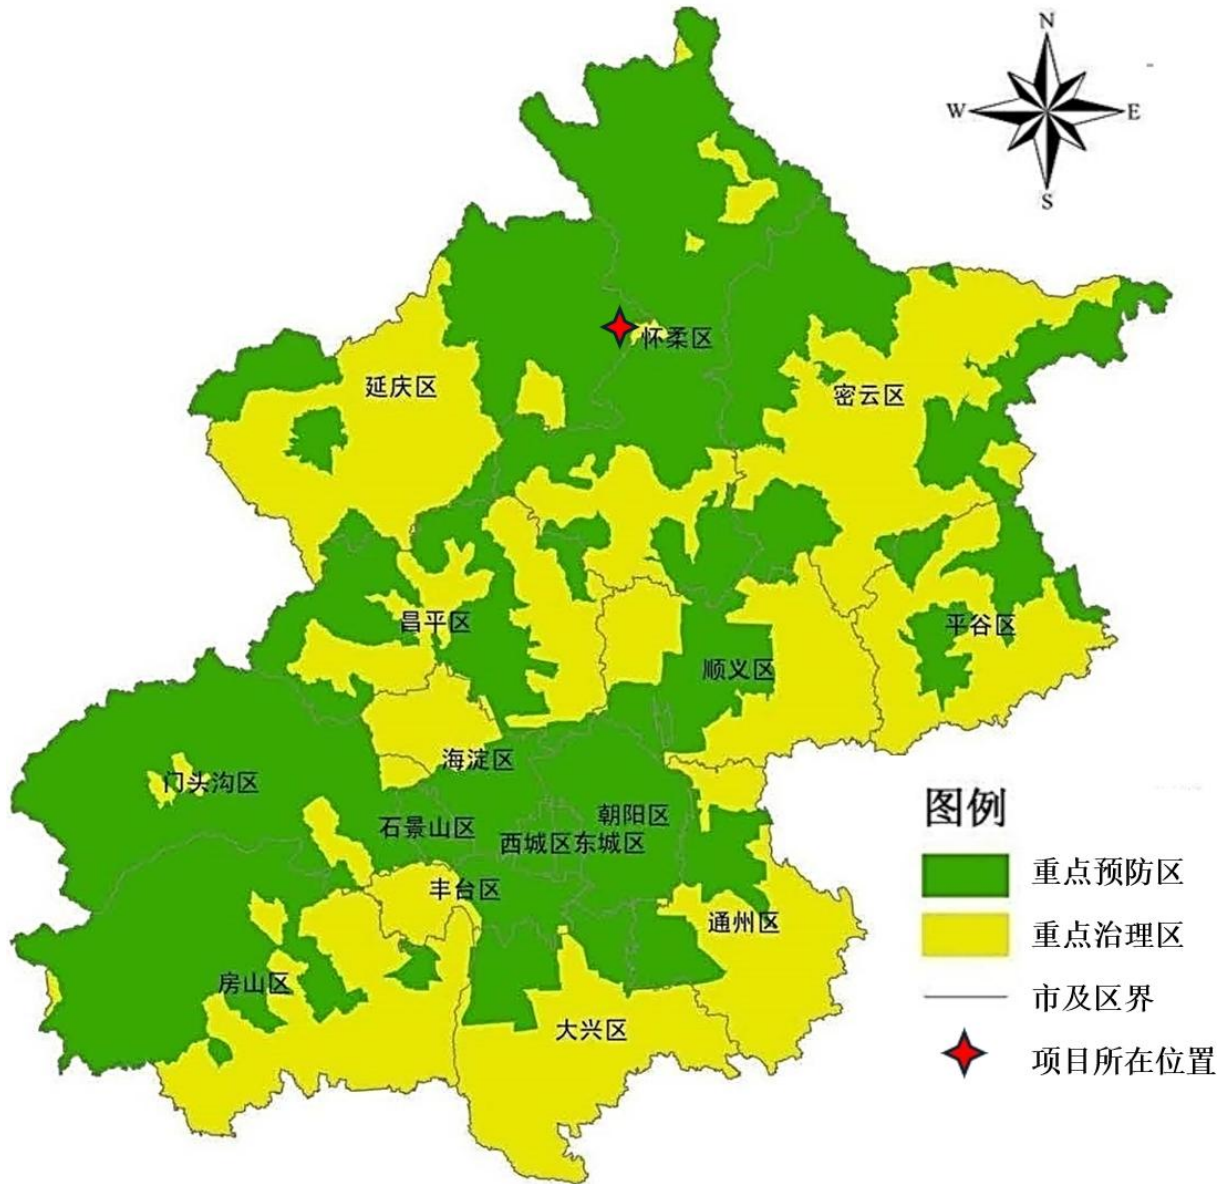 N
W
E
S
怀柔区
延庆区
密云区
昌平区
平谷区
顺义区
海淀区
门头沟区
朝阳区
石景山区
西城区东城区
丰台区
通州区
房山区
大兴区
图例
重点预防区
重点治理区
市及区界
项目所在位置